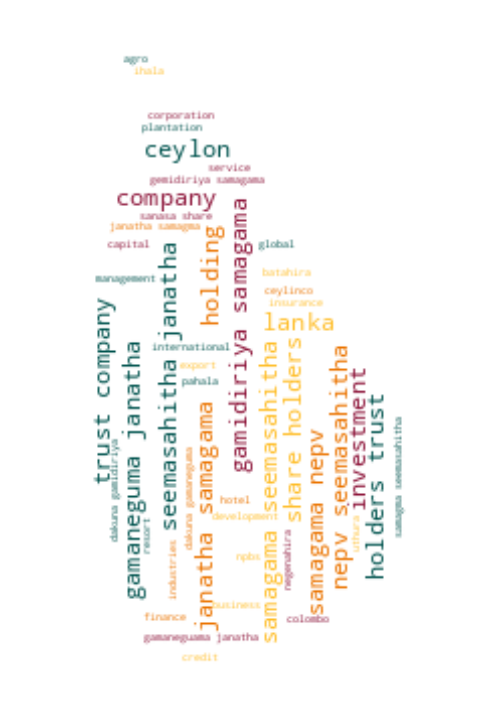 agro
ihala
corporation
plantation
ceylon
service
gemidiriya samagama
company
sanasa share
janatha samagma
capital
global
holding
gamidiriya samagama
seemasahitha janatha
batahira
management
ceylinco
insurance
lanka
trust company
international
gamaneguma janatha
export
pahala
samagama seemasahitha
share holders
nepv seemasahitha
investment
holders trust
janatha samagama
samagama nepv
samagma seemasahitha
dakuna gamidiriya
dakuna gamaneguma
hotel
development
resort
uthura
industries
npbs
negenahira
business
finance
colombo
gamaneguama janatha
credit